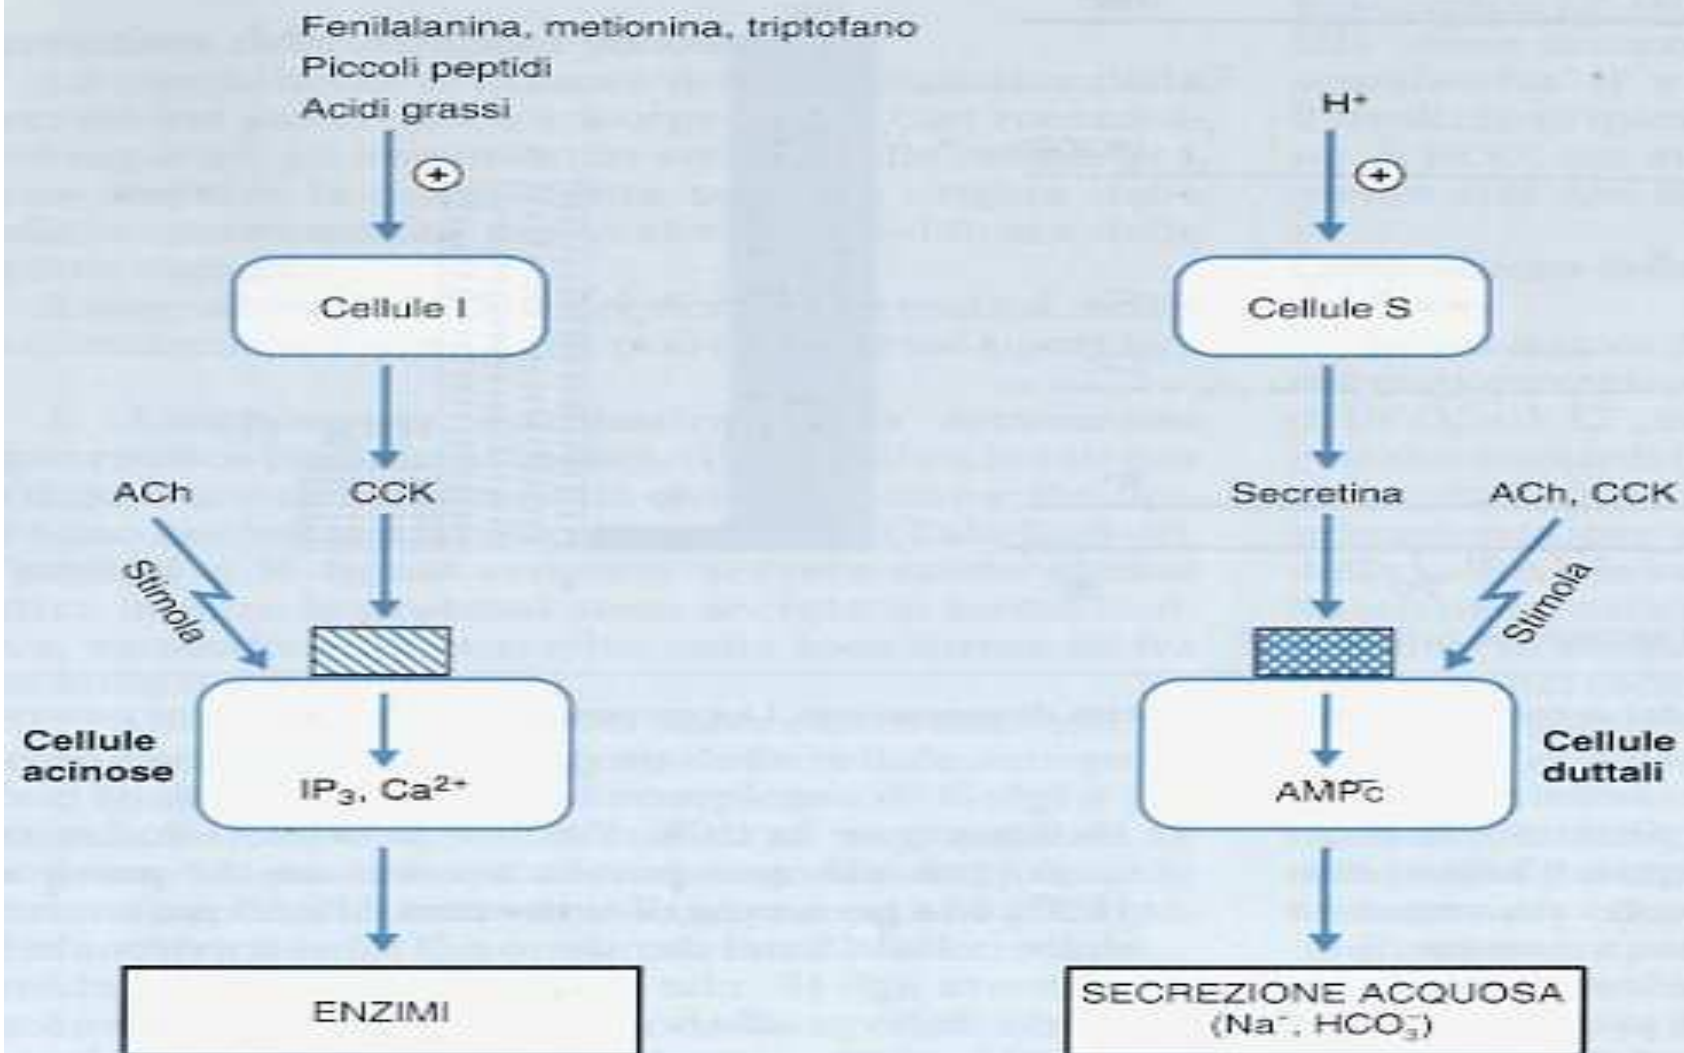 Fenilalanina, metionina, triptofano
Piccoli peptidi
Acidi grassi
H⁺
+
+
Cellule I
Cellule S
ACh
CCK
Secretina
ACh, CCK
Stimola
Stimola
Cellule
acinose
IP₃, Ca²⁺
AMPc
Cellule
duttali
ENZIMI
SECREZIONE ACQUOSA
(Na⁻, HCO₃⁻)